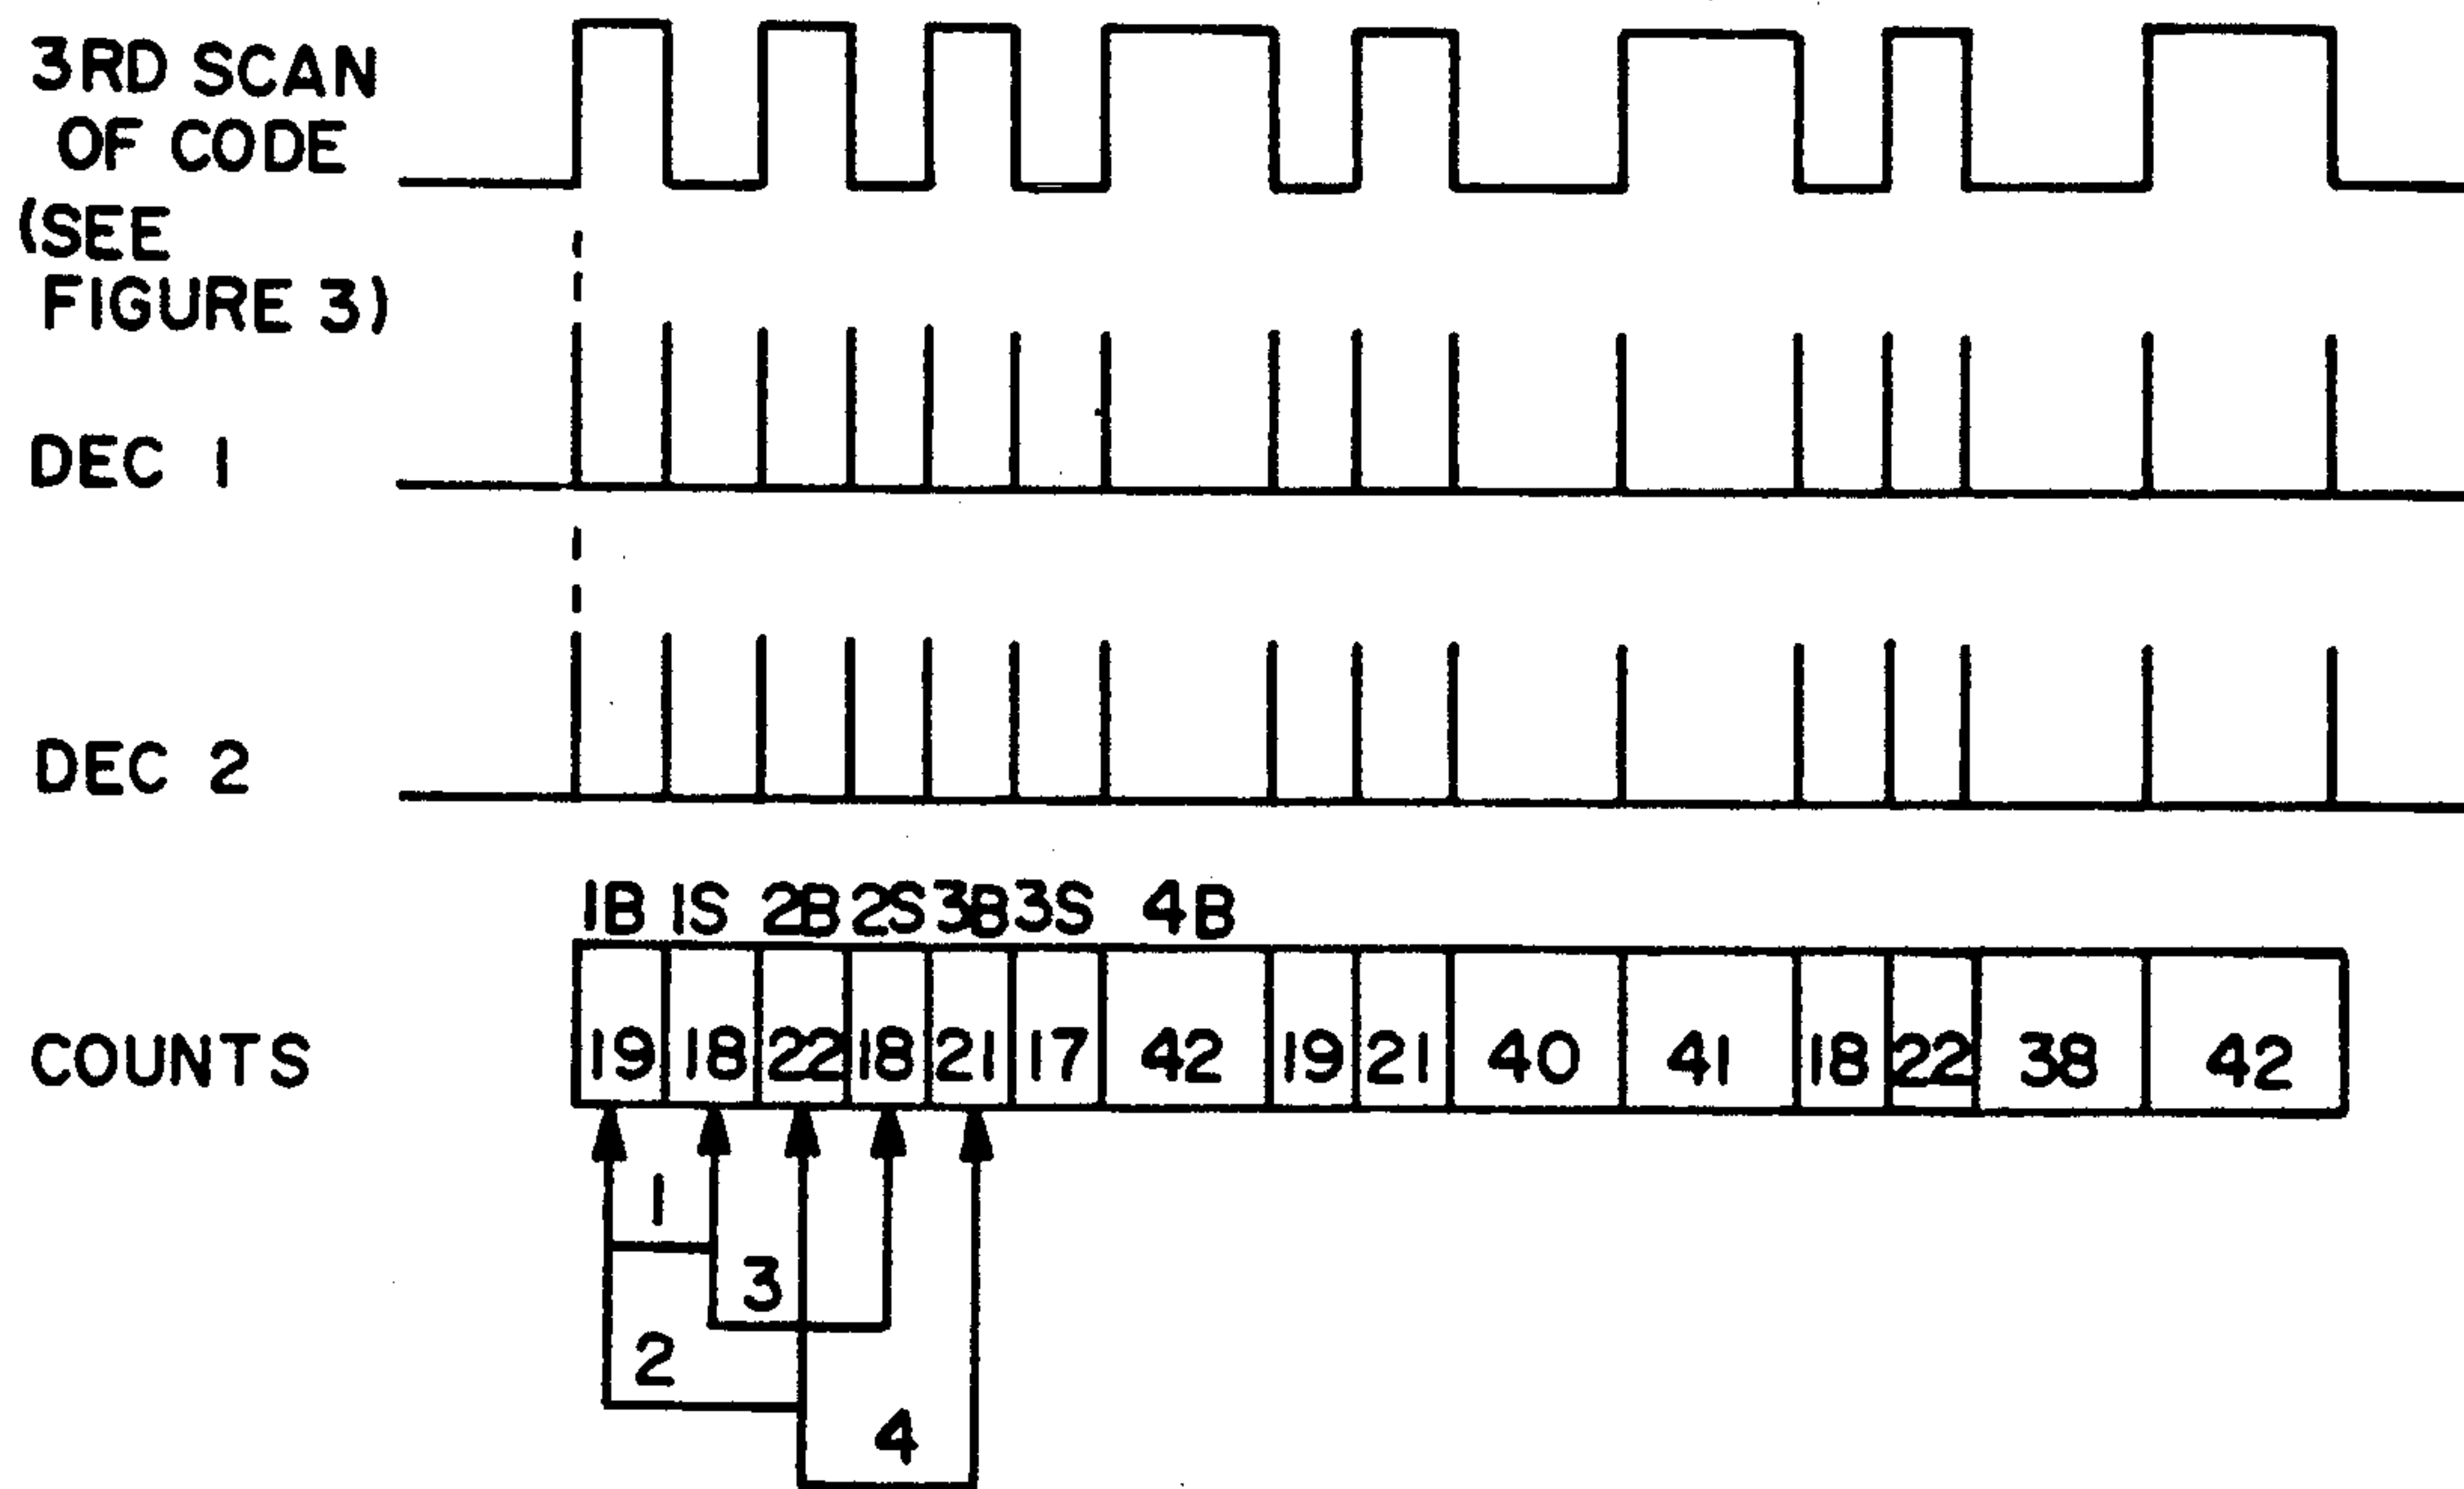 3RD SCAN
OF CODE
(SEE
FIGURE 3)
DEC 1
DEC 2
1B 1S 2B 2S 3B 3S 4B
COUNTS 19 18 22 18 21 17 42 19 21 40 41 18 22 38 42
1
3
2
4